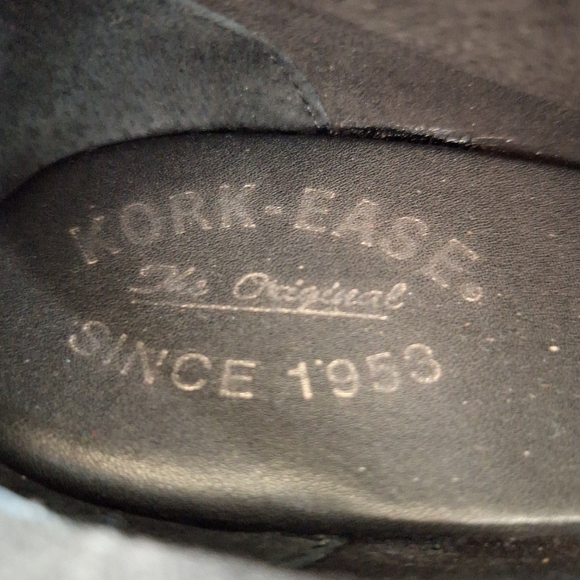 KORK-EASE®
The Original
SINCE 1953